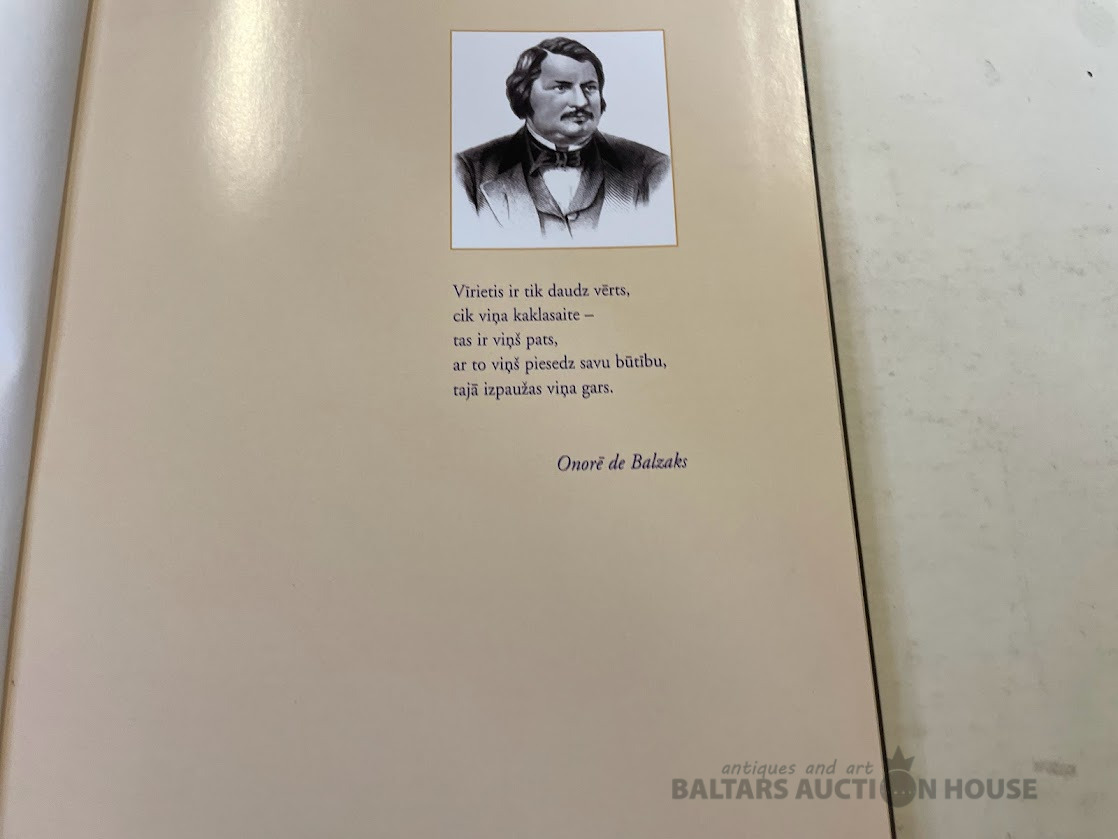 Vīrietis ir tik daudz vērts,
cik viņa kaklasaite –
tas ir viņš pats,
ar to viņš piesedz savu būtību,
tajā izpaužas viņa gars.
Onorē de Balzaks
antiques and art
BALTARS AUCTION HOUSE